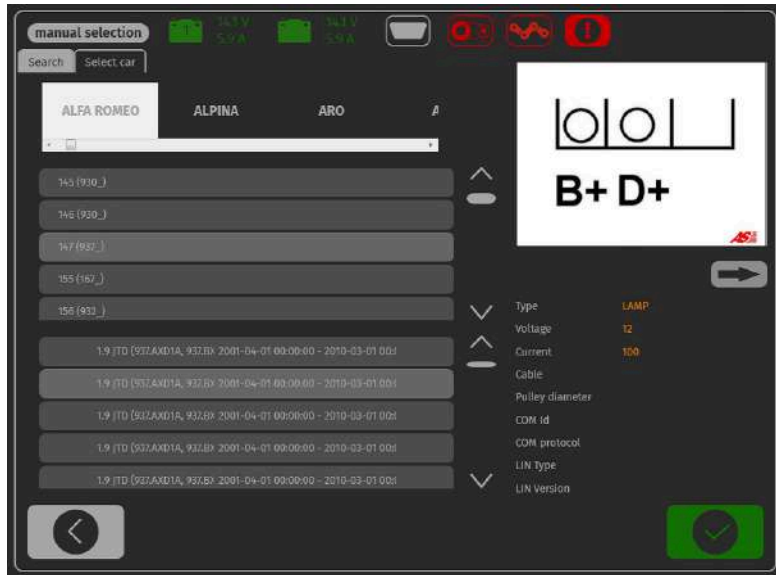 manual selection
14.1 V
5.9 A
14.1 V
5.9 A
Search
Select car
ALFA ROMEO
ALPINA
ARO
145 (930_)
146 (930_)
147 (937_)
155 (167_)
156 (932_)
1.9 JTD (937.AXD1A, 937.BX 2001-04-01 00:00:00 - 2010-03-01 00:(
1.9 JTD (937.AXD1A, 937.BX 2001-04-01 00:00:00 - 2010-03-01 00:(
1.9 JTD (937.AXD1A, 937.BX 2001-04-01 00:00:00 - 2010-03-01 00:(
1.9 JTD (937.AXD1A, 937.BX 2001-04-01 00:00:00 - 2010-03-01 00:(
1.9 JTD (937.AXD1A, 937.BX 2001-04-01 00:00:00 - 2010-03-01 00:(
B+ D+
AS
Type LAMP
Voltage 12
Current 100
Cable
Pulley diameter
COM Id
COM protocol
LIN Type
LIN Version